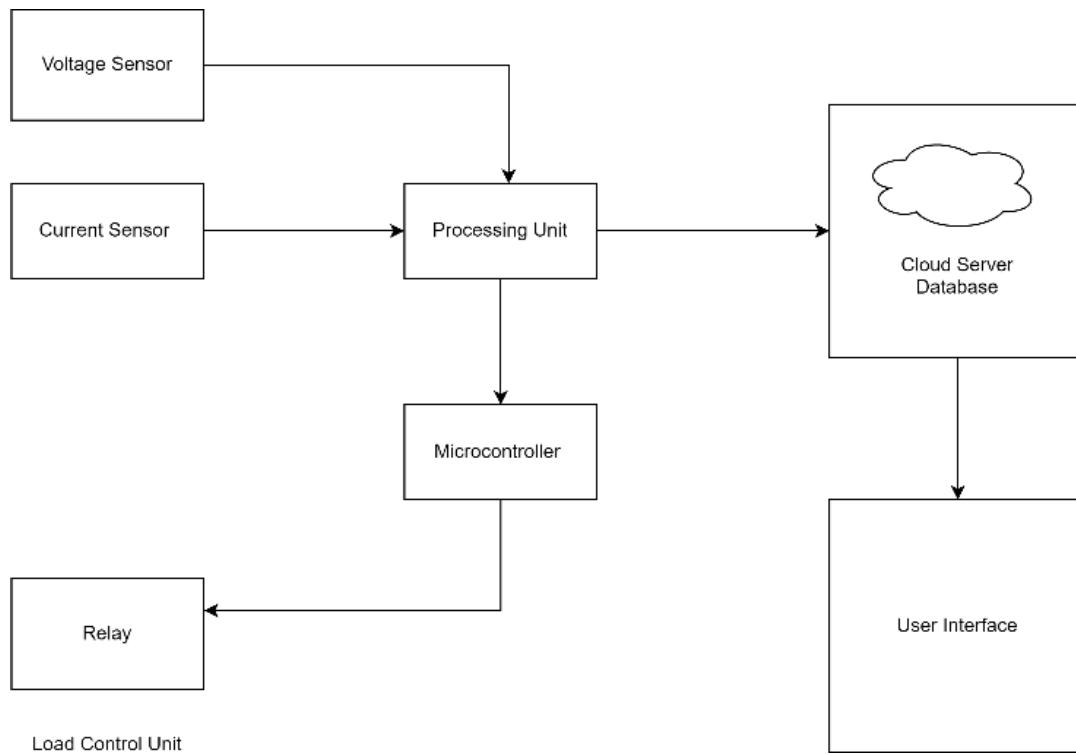 Voltage Sensor
Current Sensor
Processing Unit
Cloud Server
Database
Microcontroller
Relay
User Interface
Load Control Unit